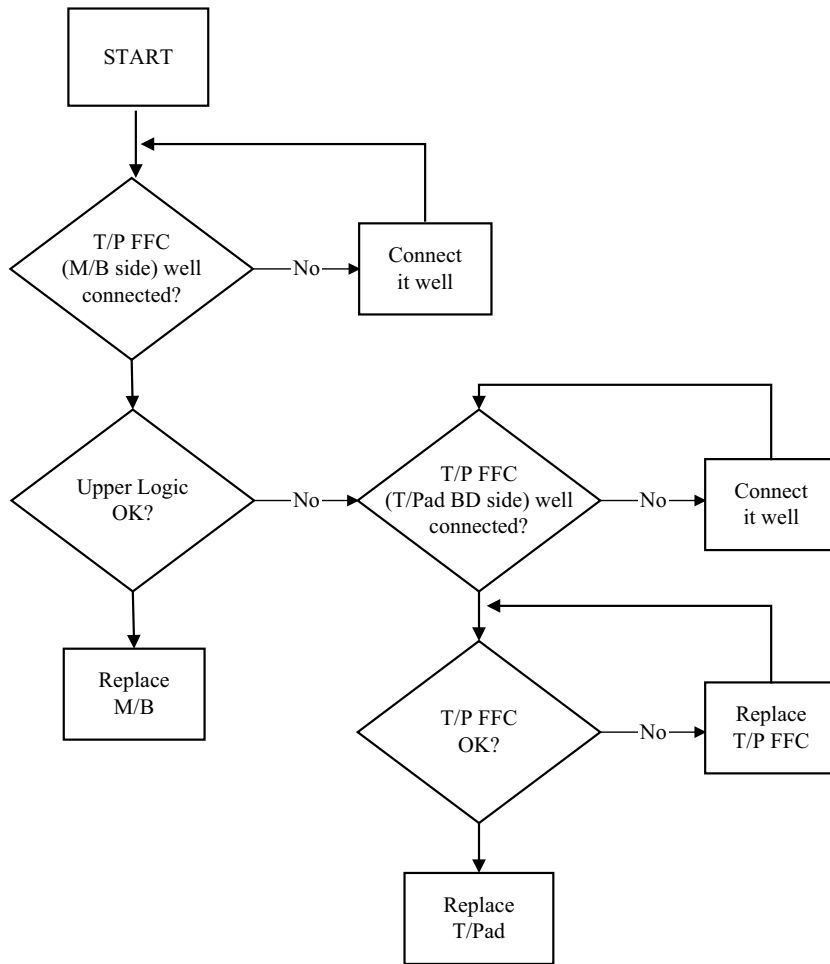 START
T/P FFC
(M/B side) well
connected?
No
Connect
it well
Upper Logic
OK?
No
T/P FFC
(T/Pad BD side) well
connected?
No
Connect
it well
Replace
M/B
T/P FFC
OK?
No
Replace
T/P FFC
Replace
T/Pad